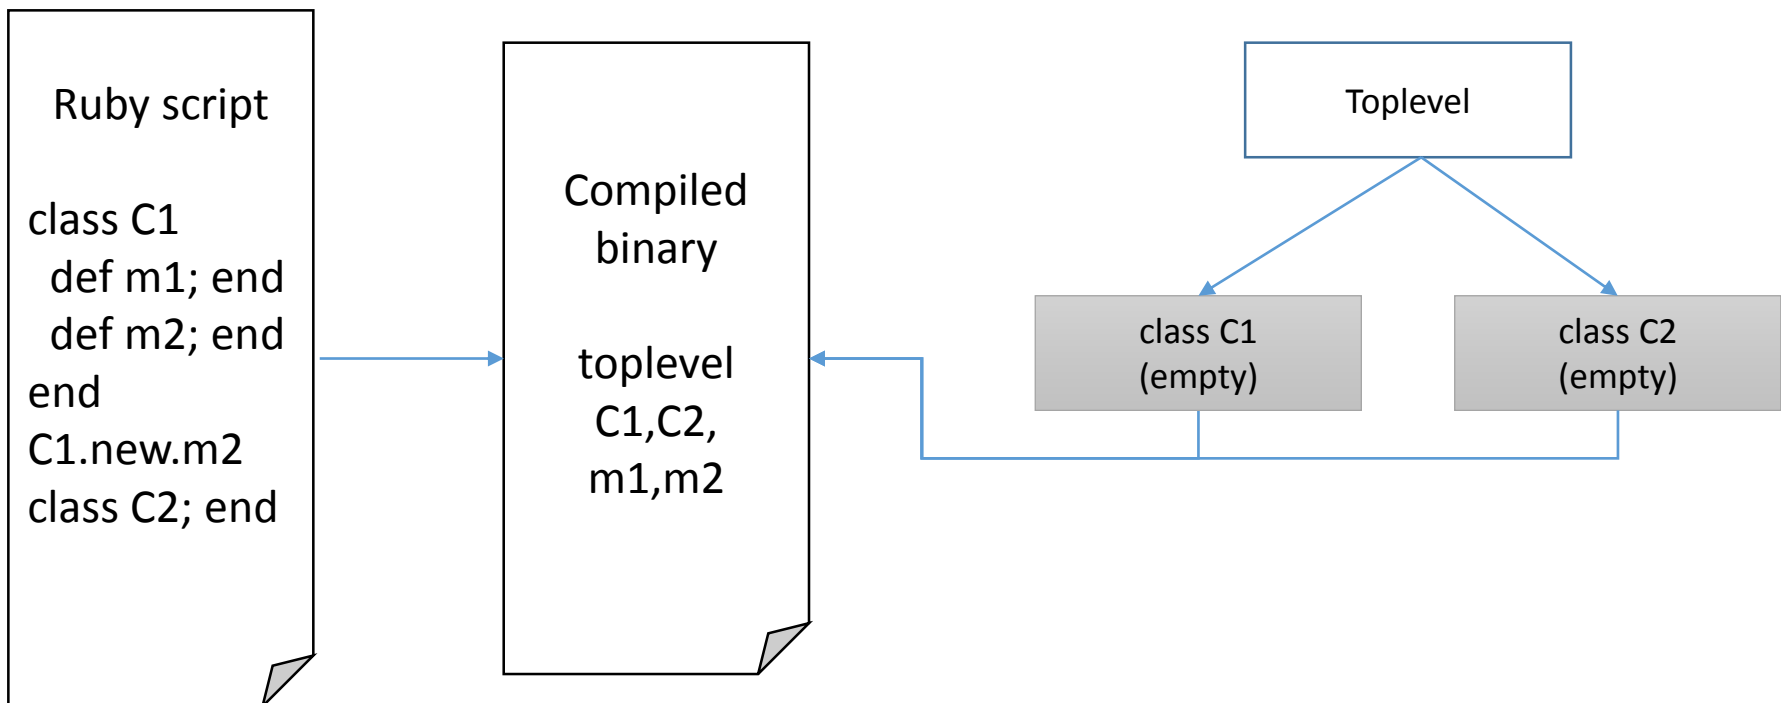 Ruby script
class C1
  def m1; end
  def m2; end
end
C1.new.m2
class C2; end
Compiled
binary
toplevel
C1,C2,
m1,m2
Toplevel
class C1
(empty)
class C2
(empty)